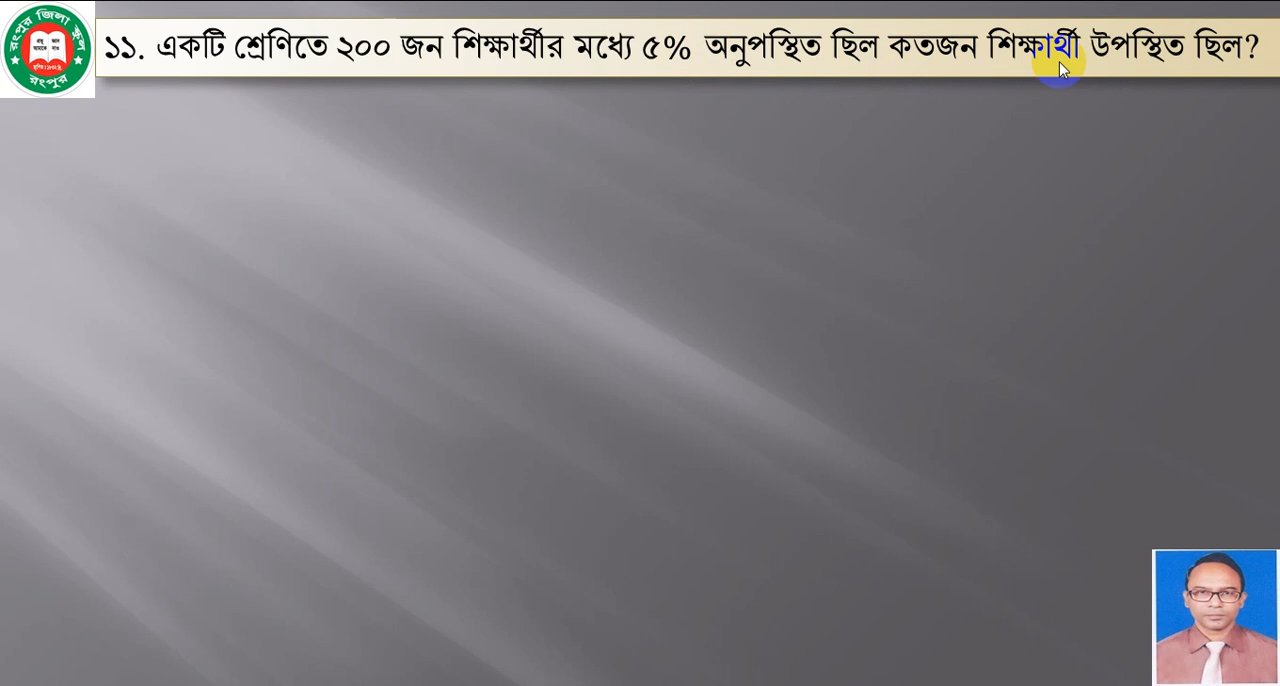 রংপুর জিলা স্কুল
রংপুর
১১. একটি শ্রেণিতে ২০০ জন শিক্ষার্থীর মধ্যে ৫% অনুপস্থিত ছিল কতজন শিক্ষার্থী উপস্থিত ছিল?